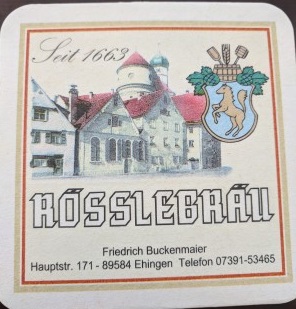 Seit 1663
RÖSSLEBRÄU
Friedrich Buckenmaier
Hauptstr. 171 - 89584 Ehingen Telefon 07391-53465